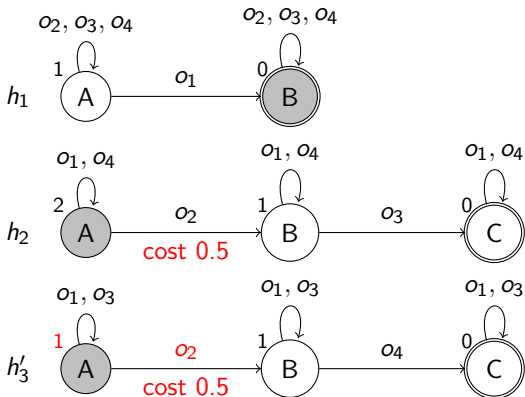 o₂, o₃, o₄ o₂, o₃, o₄
1 0
h₁ A o₁ B
o₁, o₄ o₁, o₄ o₁, o₄
2 1 0
h₂ A o₂ B o₃ C
cost 0.5
o₁, o₃ o₁, o₃ o₁, o₃
1 1 0
h′₃ A o₂ B o₄ C
cost 0.5